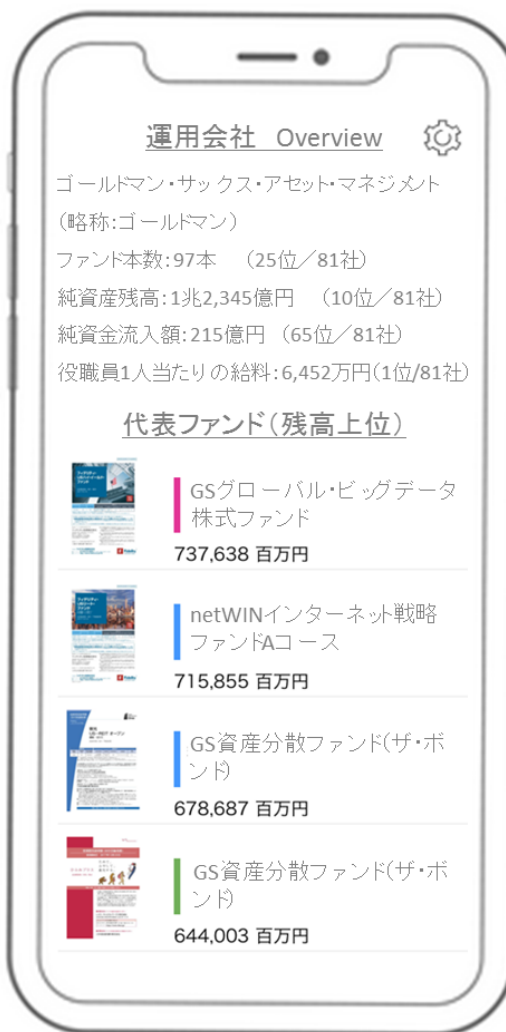 運用会社　Overview
ゴールドマン・サックス・アセット・マネジメント
(略称:ゴールドマン)
ファンド本数:97本　(25位/81社)
純資産残高:1兆2,345億円　(10位/81社)
純資金流入額:215億円 (65位/81社)
役職員1人当たりの給料:6,452万円(1位/81社)
代表ファンド(残高上位)
GSグローバル・ビッグデータ
株式ファンド
737,638 百万円
netWINインターネット戦略
ファンドAコース
715,855 百万円
GS資産分散ファンド(ザ・ボ
ンド)
678,687 百万円
GS資産分散ファンド(ザ・ボ
ンド)
644,003 百万円